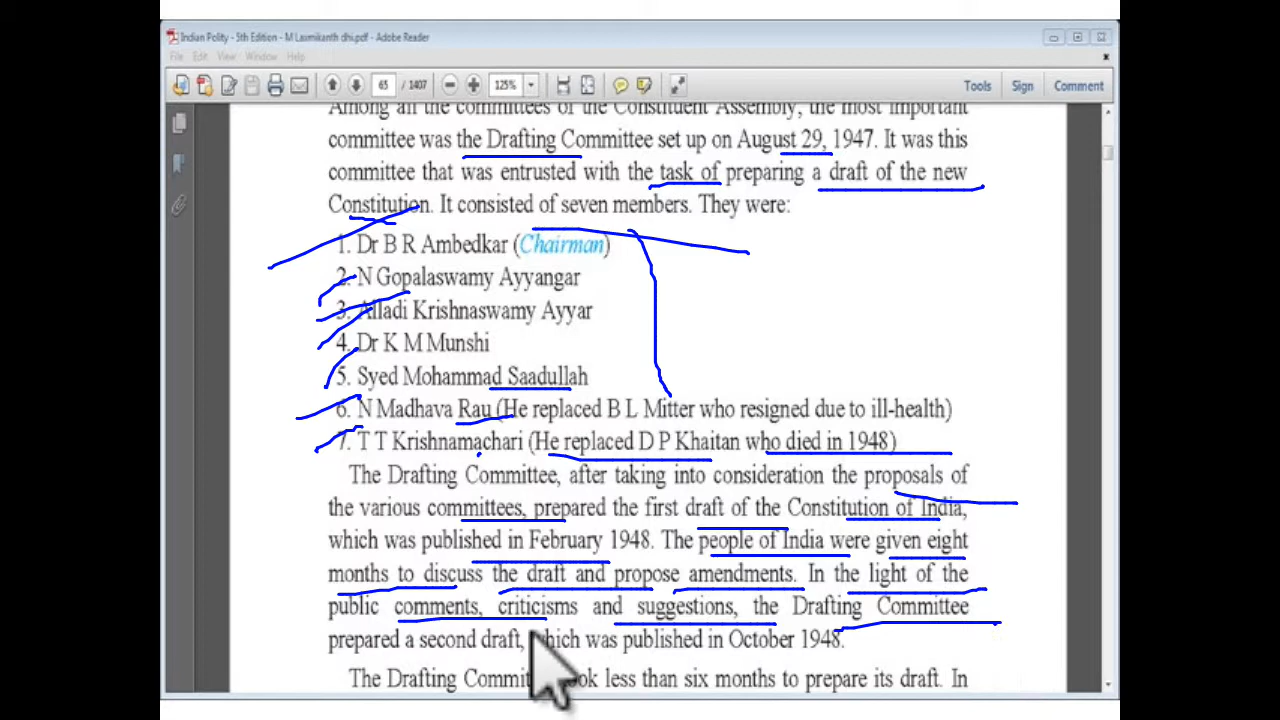 Indian Polity - 5th Edition - M Laxmikanth dhi.pdf - Adobe Reader
File Edit View Window Help
65 / 1407 125% Tools Sign Comment
Among all the committees of the Constituent Assembly, the most important
committee was the Drafting Committee set up on August 29, 1947. It was this
committee that was entrusted with the task of preparing a draft of the new
Constitution. It consisted of seven members. They were:
1. Dr B R Ambedkar (Chairman)
2. N Gopalaswamy Ayyangar
3. Alladi Krishnaswamy Ayyar
4. Dr K M Munshi
5. Syed Mohammad Saadullah
6. N Madhava Rau (He replaced B L Mitter who resigned due to ill-health)
7. T T Krishnamachari (He replaced D P Khaitan who died in 1948)
The Drafting Committee, after taking into consideration the proposals of
the various committees, prepared the first draft of the Constitution of India,
which was published in February 1948. The people of India were given eight
months to discuss the draft and propose amendments. In the light of the
public comments, criticisms and suggestions, the Drafting Committee
prepared a second draft, which was published in October 1948.
The Drafting Committee took less than six months to prepare its draft. In